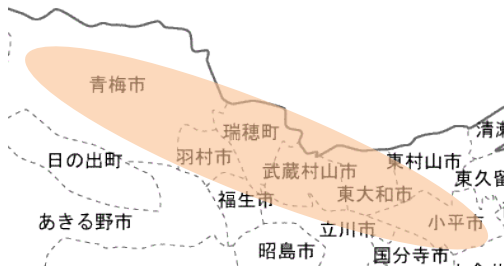 青梅市
瑞穂町
清瀬
日の出町
羽村市
武蔵村山市
東村山市
東久留
福生市
東大和市
あきる野市
立川市
小平市
昭島市
国分寺市